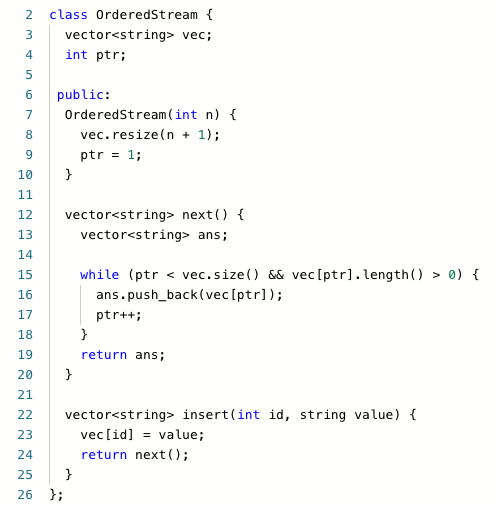 2 class OrderedStream {
3   vector<string> vec;
4   int ptr;
5
6  public:
7   OrderedStream(int n) {
8     vec.resize(n + 1);
9     ptr = 1;
10   }
11
12   vector<string> next() {
13     vector<string> ans;
14
15     while (ptr < vec.size() && vec[ptr].length() > 0) {
16       ans.push_back(vec[ptr]);
17       ptr++;
18     }
19     return ans;
20   }
21
22   vector<string> insert(int id, string value) {
23     vec[id] = value;
24     return next();
25   }
26 };